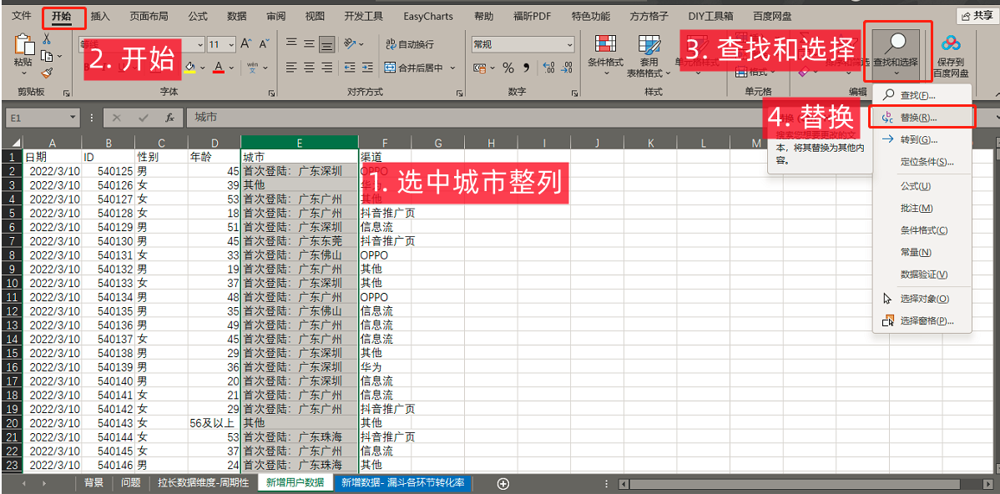 文件 开始 插入 页面布局 公式 数据 审阅 视图 开发工具 EasyCharts 帮助 福昕PDF 特色功能 方方格子 DIY工具箱 百度网盘 共享
2. 开始
3. 查找和选择
4. 替换
1. 选中城市整列
粘贴
剪贴板
11
字体
自动换行
合并后居中
对齐方式
常规
数字
条件格式
套用
表格格式
样式
格式
单元格
查找和选择
编辑
保存到
百度网盘
E1
fx
城市
查找(F)...
替换(R)...
转到(G)...
定位条件(S)...
公式(U)
批注(M)
条件格式(C)
常量(N)
数据验证(V)
选择对象(O)
选择窗格(P)...
搜索您想要更改的文
本，将其替换为其他内
容。
A B C D E F G H I J K L M
1 日期 ID 性别 年龄 城市 渠道
2 2022/3/10 540125 男 45 首次登陆：广东深圳 OPPO
3 2022/3/10 540126 女 39 其他 华为
4 2022/3/10 540127 女 53 首次登陆：广东广州 其他
5 2022/3/10 540128 女 18 首次登陆：广东广州 抖音推广页
6 2022/3/10 540129 男 51 首次登陆：广东深圳 信息流
7 2022/3/10 540130 男 45 首次登陆：广东东莞 抖音推广页
8 2022/3/10 540131 女 33 首次登陆：广东佛山 OPPO
9 2022/3/10 540132 男 19 首次登陆：广东广州 其他
10 2022/3/10 540133 女 37 首次登陆：广东深圳 其他
11 2022/3/10 540134 男 48 首次登陆：广东广州 OPPO
12 2022/3/10 540135 男 35 首次登陆：广东佛山 信息流
13 2022/3/10 540136 男 49 首次登陆：广东广州 信息流
14 2022/3/10 540137 女 45 首次登陆：广东广州 信息流
15 2022/3/10 540138 男 29 首次登陆：广东深圳 其他
16 2022/3/10 540139 男 36 首次登陆：广东深圳 华为
17 2022/3/10 540140 男 20 首次登陆：广东深圳 信息流
18 2022/3/10 540141 女 21 首次登陆：广东广州 信息流
19 2022/3/10 540142 女 29 首次登陆：广东广州 抖音推广页
20 2022/3/10 540143 女 56及以上 其他 其他
21 2022/3/10 540144 女 53 首次登陆：广东珠海 抖音推广页
22 2022/3/10 540145 女 37 首次登陆：广东广州 信息流
23 2022/3/10 540146 男 24 首次登陆：广东珠海 其他
背景 问题 拉长数据维度-周期性 新增用户数据 新增数据- 漏斗各环节转化率